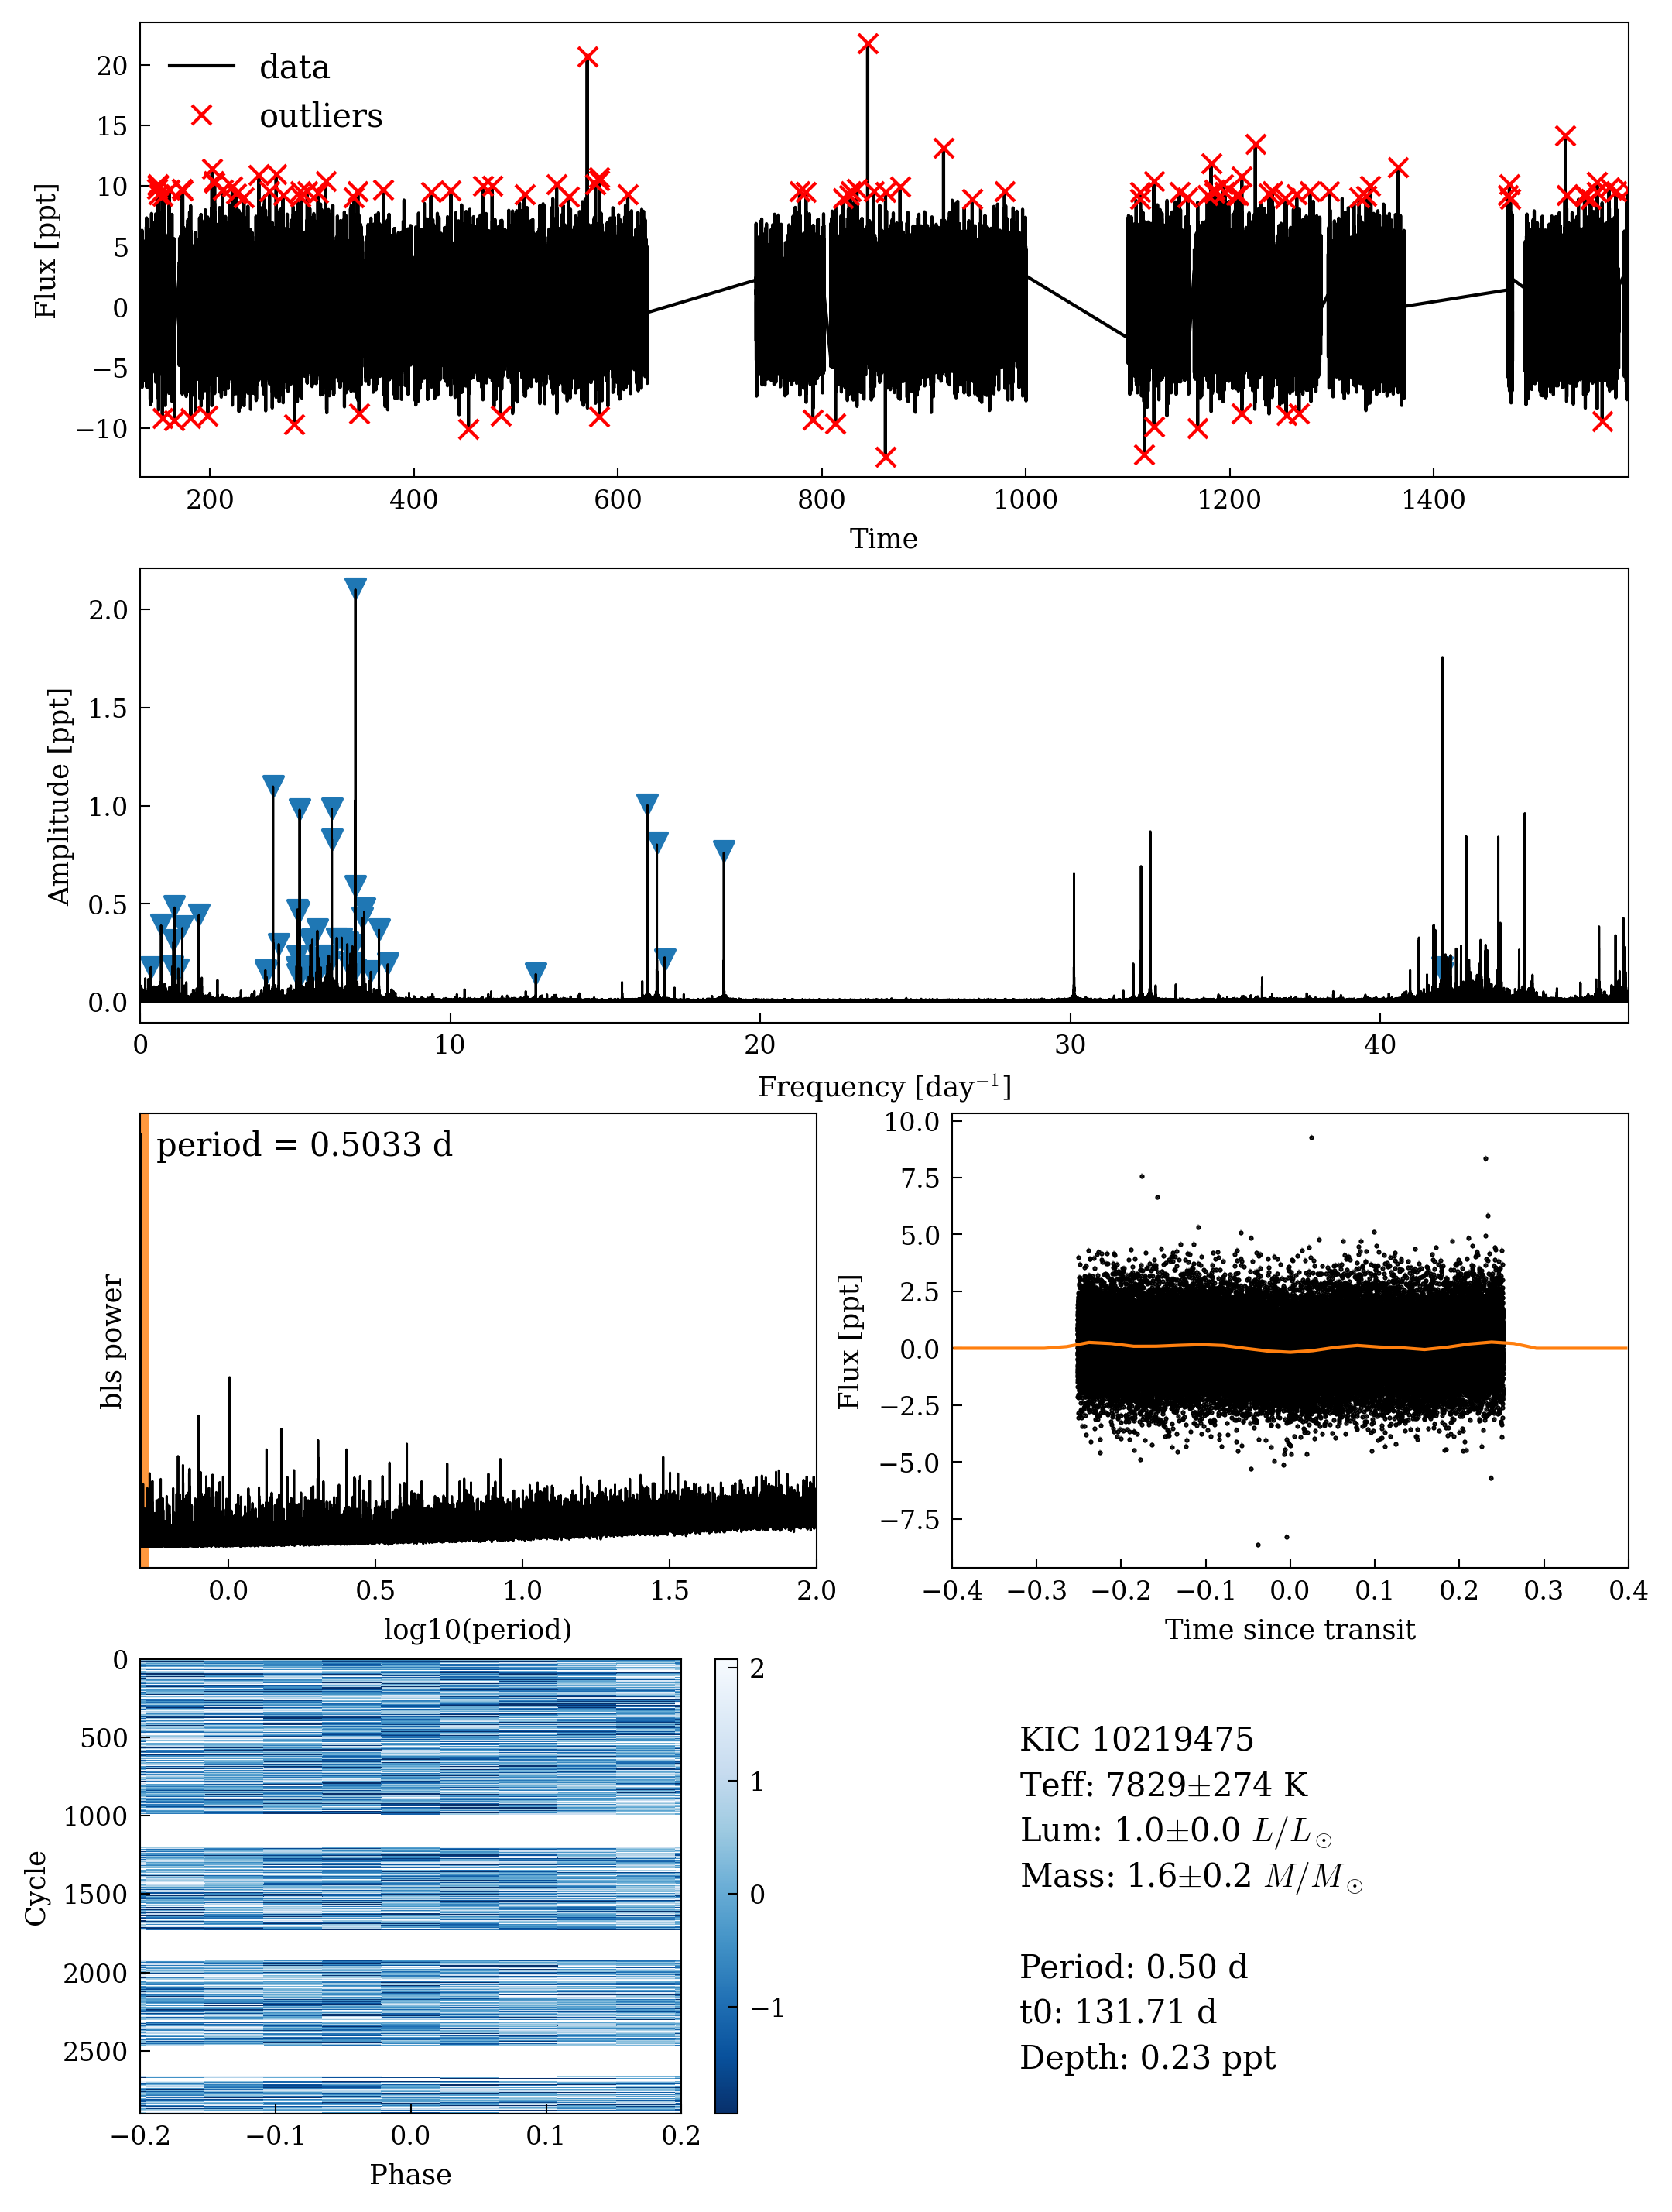 data
outliers
20
15
10
5
0
−5
−10
Flux [ppt]
200 400 600 800 1000 1200 1400
Time
2.0
1.5
1.0
0.5
0.0
Amplitude [ppt]
0 10 20 30 40
Frequency [day⁻¹]
period = 0.5033 d
bls power
0.0 0.5 1.0 1.5 2.0
log10(period)
10.0
7.5
5.0
2.5
0.0
−2.5
−5.0
−7.5
Flux [ppt]
−0.4 −0.3 −0.2 −0.1 0.0 0.1 0.2 0.3 0.4
Time since transit
0
500
1000
1500
2000
2500
Cycle
−0.2 −0.1 0.0 0.1 0.2
Phase
2
1
0
−1
KIC 10219475
Teff: 7829±274 K
Lum: 1.0±0.0 L/L⊙
Mass: 1.6±0.2 M/M⊙
Period: 0.50 d
t0: 131.71 d
Depth: 0.23 ppt